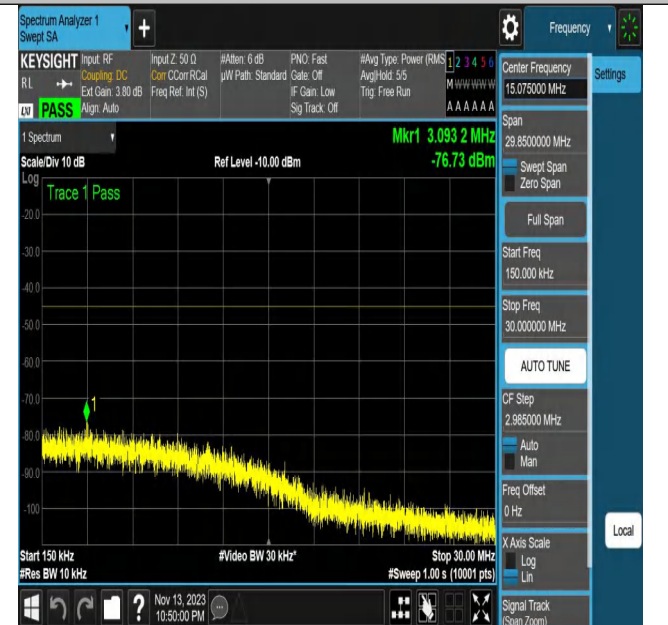 Spectrum Analyzer 1
Swept SA
+
Frequency
KEYSIGHT
RL
LXI
PASS
Input: RF
Coupling: DC
Ext Gain: 3.80 dB
Align: Auto
Input Z: 50 Ω
Corr CCorr RCal
Freq Ref: Int (S)
#Atten: 6 dB
µW Path: Standard
PNO: Fast
Gate: Off
IF Gain: Low
Sig Track: Off
#Avg Type: Power (RMS
Avg|Hold: 5/5
Trig: Free Run
1 2 3 4 5 6
M W W W W W
A A A A A A
1 Spectrum
Scale/Div 10 dB
Ref Level -10.00 dBm
Mkr1 3.093 2 MHz
-76.73 dBm
Log
Trace 1 Pass
-20.0
-30.0
-40.0
-50.0
-60.0
-70.0
-80.0
-90.0
-100
1
Start 150 kHz
#Video BW 30 kHz*
Stop 30.00 MHz
#Res BW 10 kHz
#Sweep 1.00 s (10001 pts)
Center Frequency
15.075000 MHz
Span
29.8500000 MHz
Swept Span
Zero Span
Full Span
Start Freq
150.000 kHz
Stop Freq
30.000000 MHz
AUTO TUNE
CF Step
2.985000 MHz
Auto
Man
Freq Offset
0 Hz
X Axis Scale
Log
Lin
Signal Track
(Span Zoom)
Settings
Local
?
Nov 13, 2023
10:50:00 PM